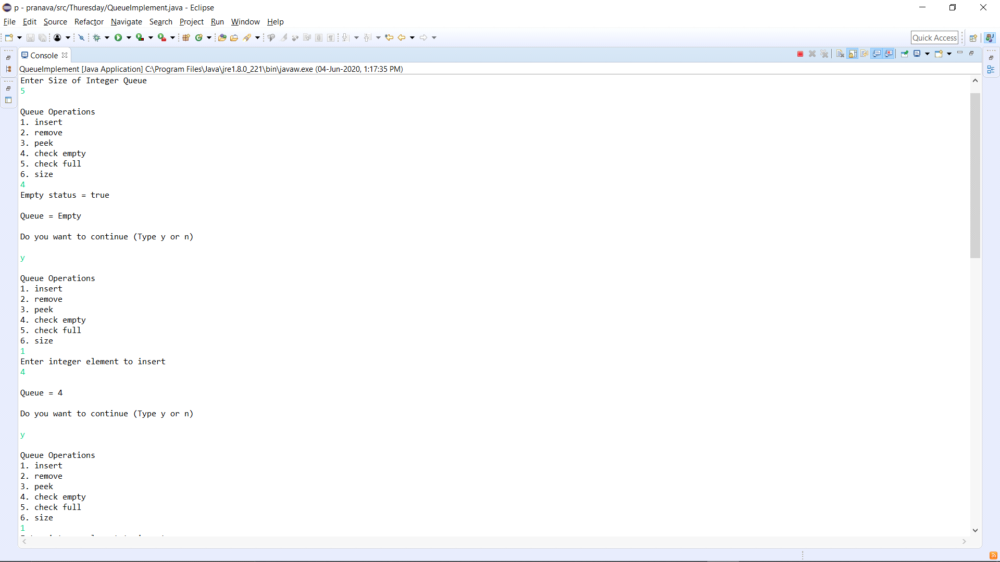 p - pranava/src/Thuresday/QueueImplement.java - Eclipse
File Edit Source Refactor Navigate Search Project Run Window Help
Quick Access
Console
QueueImplement [Java Application] C:\Program Files\Java\jre1.8.0_221\bin\javaw.exe (04-Jun-2020, 1:17:35 PM)
Enter Size of Integer Queue
5
Queue Operations
1. insert
2. remove
3. peek
4. check empty
5. check full
6. size
4
Empty status = true
Queue = Empty
Do you want to continue (Type y or n)
y
Queue Operations
1. insert
2. remove
3. peek
4. check empty
5. check full
6. size
1
Enter integer element to insert
4
Queue = 4
Do you want to continue (Type y or n)
y
Queue Operations
1. insert
2. remove
3. peek
4. check empty
5. check full
6. size
1